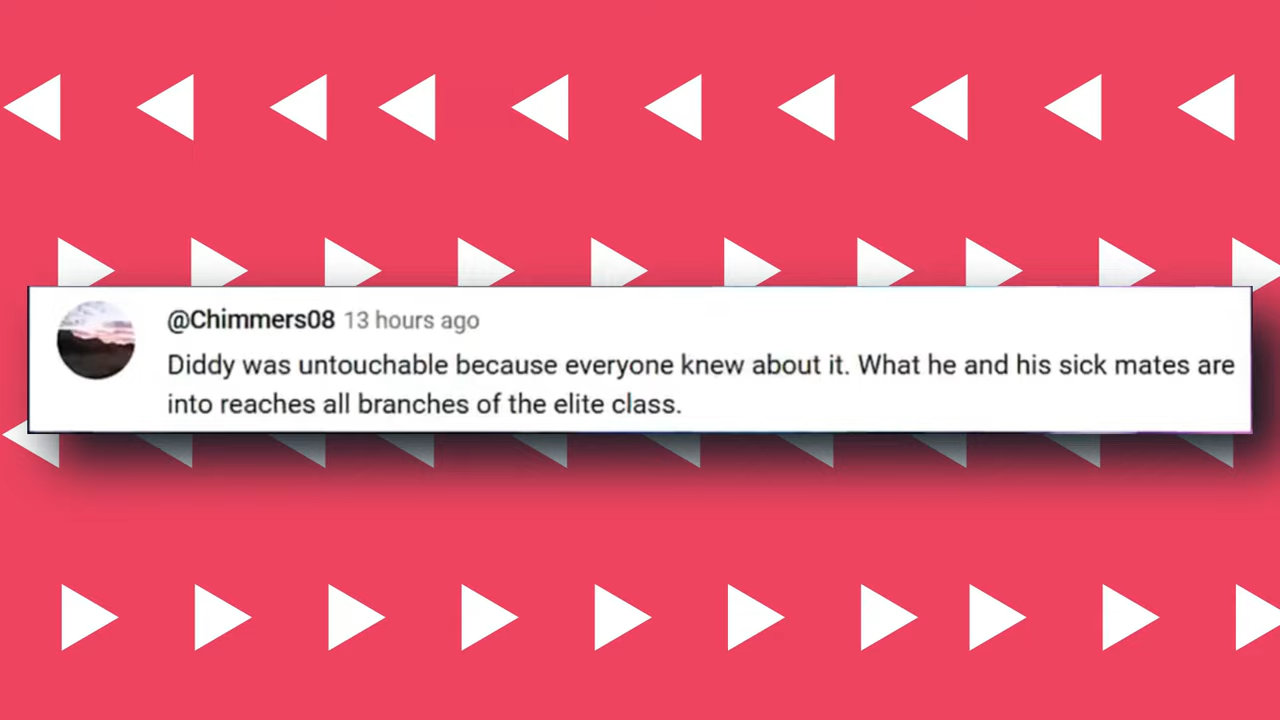 @Chimmers08 13 hours ago
Diddy was untouchable because everyone knew about it. What he and his sick mates are
into reaches all branches of the elite class.